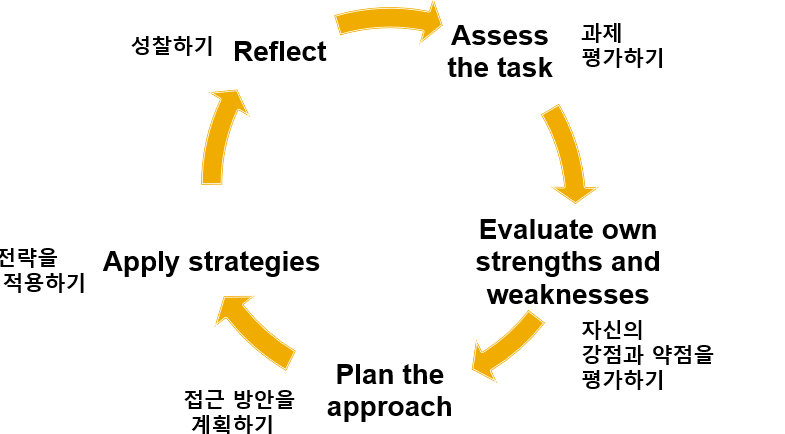 성찰하기
Reflect
Assess
the task
과제
평가하기
Evaluate own
strengths and
weaknesses
자신의
강점과 약점을
평가하기
Plan the
approach
접근 방안을
계획하기
Apply strategies
전략을
적용하기